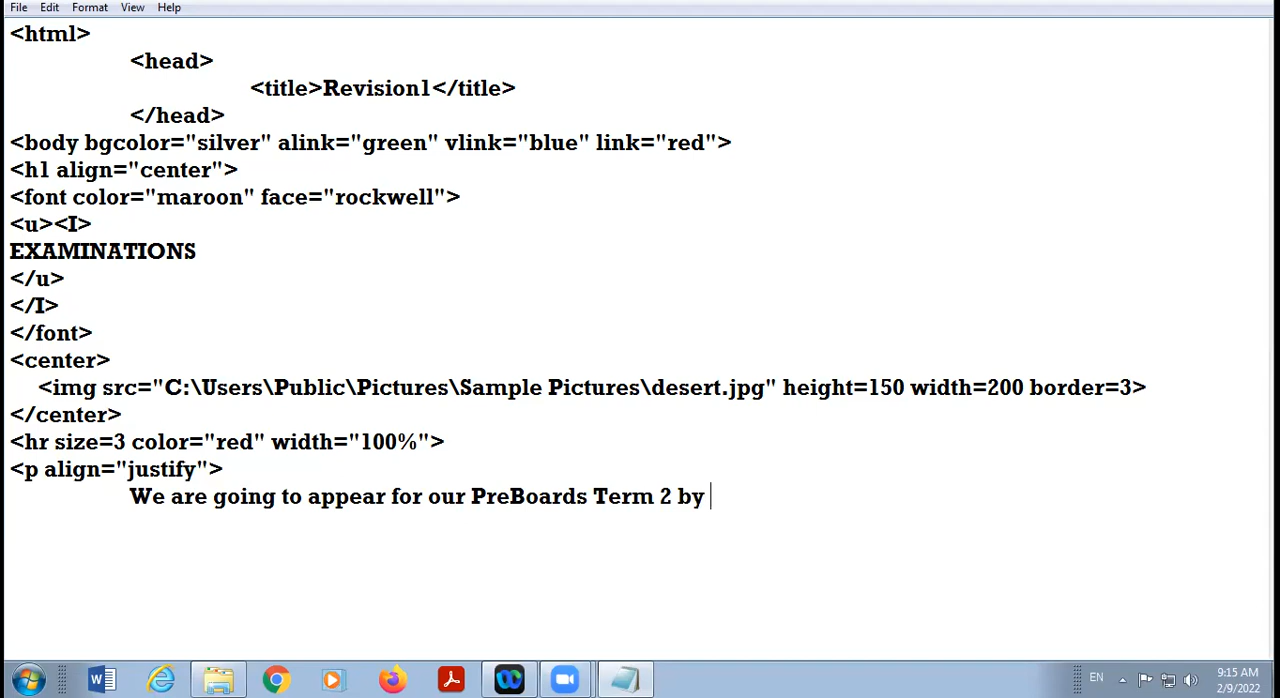 File Edit Format View Help
<html>
<head>
<title>Revision1</title>
</head>
<body bgcolor="silver" alink="green" vlink="blue" link="red">
<h1 align="center">
<font color="maroon" face="rockwell">
<u><I>
EXAMINATIONS
</u>
</I>
</font>
<center>
<img src="C:\Users\Public\Pictures\Sample Pictures\desert.jpg" height=150 width=200 border=3>
</center>
<hr size=3 color="red" width="100%">
<p align="justify">
We are going to appear for our PreBoards Term 2 by
W
EN
9:15 AM
2/9/2022